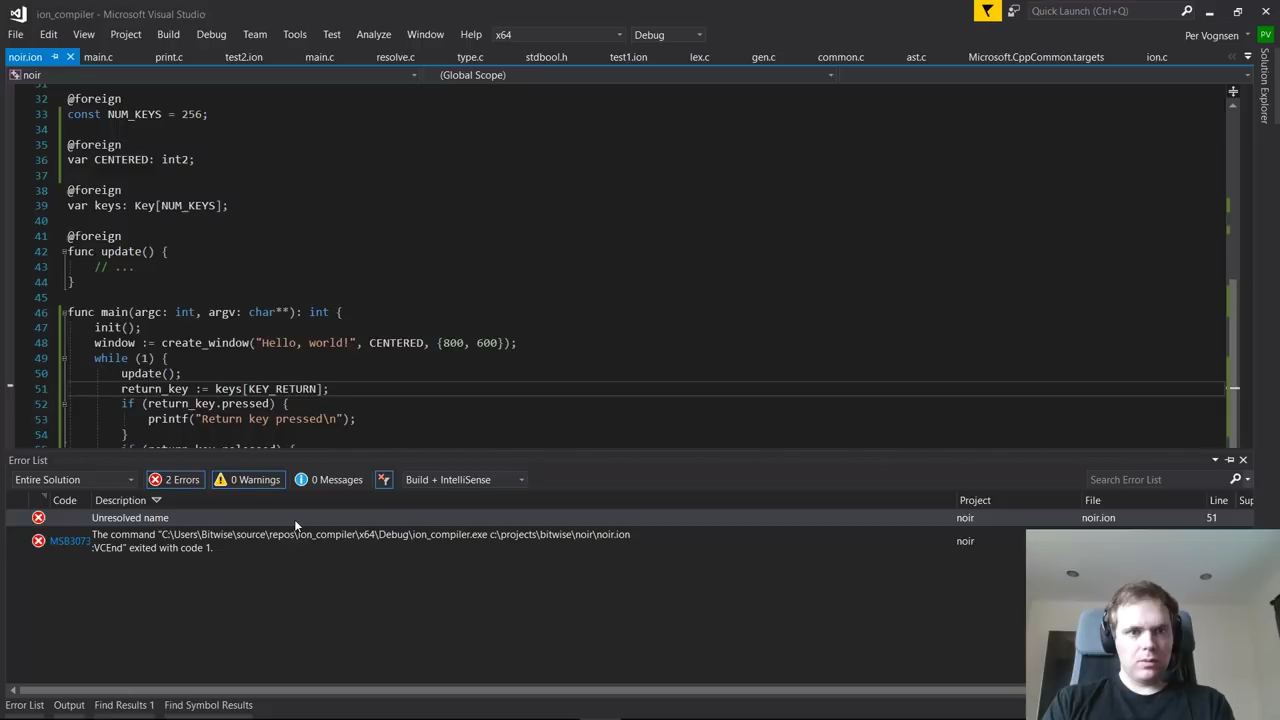 ion_compiler - Microsoft Visual Studio
Quick Launch (Ctrl+Q)
File Edit View Project Build Debug Team Tools Test Analyze Window Help x64 Debug Per Vognsen PV
noir.ion main.c print.c test2.ion main.c resolve.c type.c stdbool.h test1.ion lex.c gen.c common.c ast.c Microsoft.CppCommon.targets ion.c
noir (Global Scope)
Solution Explorer
32 @foreign
33 const NUM_KEYS = 256;
34
35 @foreign
36 var CENTERED: int2;
37
38 @foreign
39 var keys: Key[NUM_KEYS];
40
41 @foreign
42 func update() {
43 // ...
44 }
45
46 func main(argc: int, argv: char**): int {
47 init();
48 window := create_window("Hello, world!", CENTERED, {800, 600});
49 while (1) {
50 update();
51 return_key := keys[KEY_RETURN];
52 if (return_key.pressed) {
53 printf("Return key pressed\n");
54 }
Error List
Entire Solution 2 Errors 0 Warnings 0 Messages Build + IntelliSense Search Error List
Code Description Project File Line Sup
Unresolved name noir noir.ion 51
MSB3073 The command "C:\Users\Bitwise\source\repos\ion_compiler\x64\Debug\ion_compiler.exe c:\projects\bitwise\noir\noir.ion noir
:VCEnd" exited with code 1.
Error List Output Find Results 1 Find Symbol Results